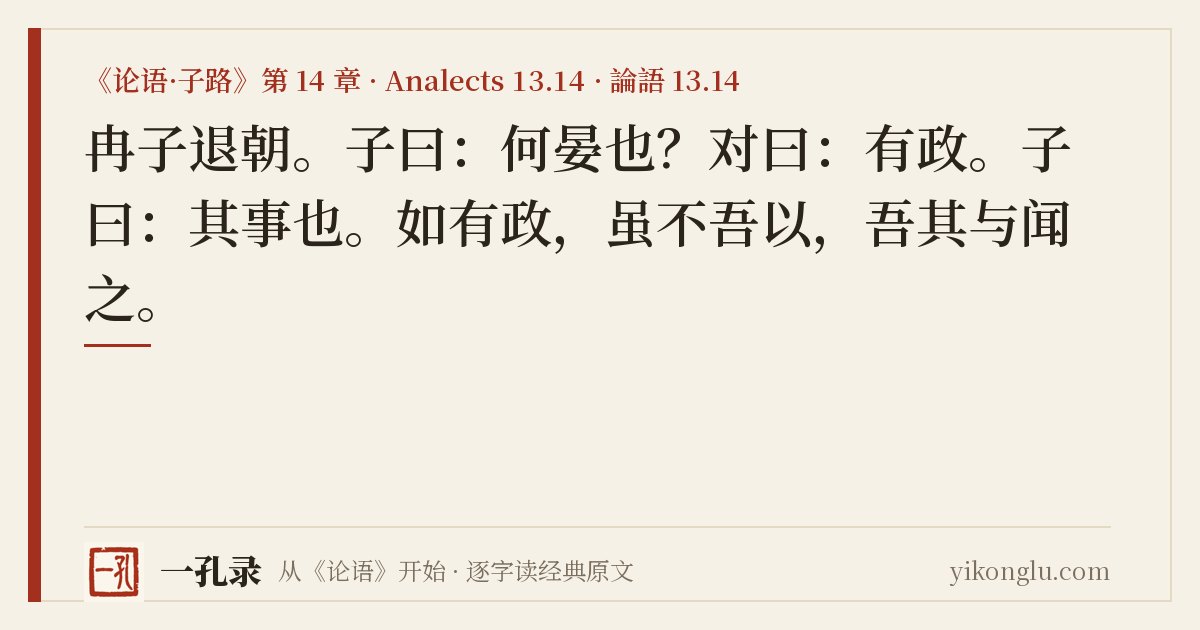 《论语·子路》第 14 章 · Analects 13.14 · 論語 13.14
冉子退朝。子曰：何晏也？对曰：有政。子
曰：其事也。如有政，虽不吾以，吾其与闻
之。
一孔
一孔录 从《论语》开始 · 逐字读经典原文 yikonglu.com